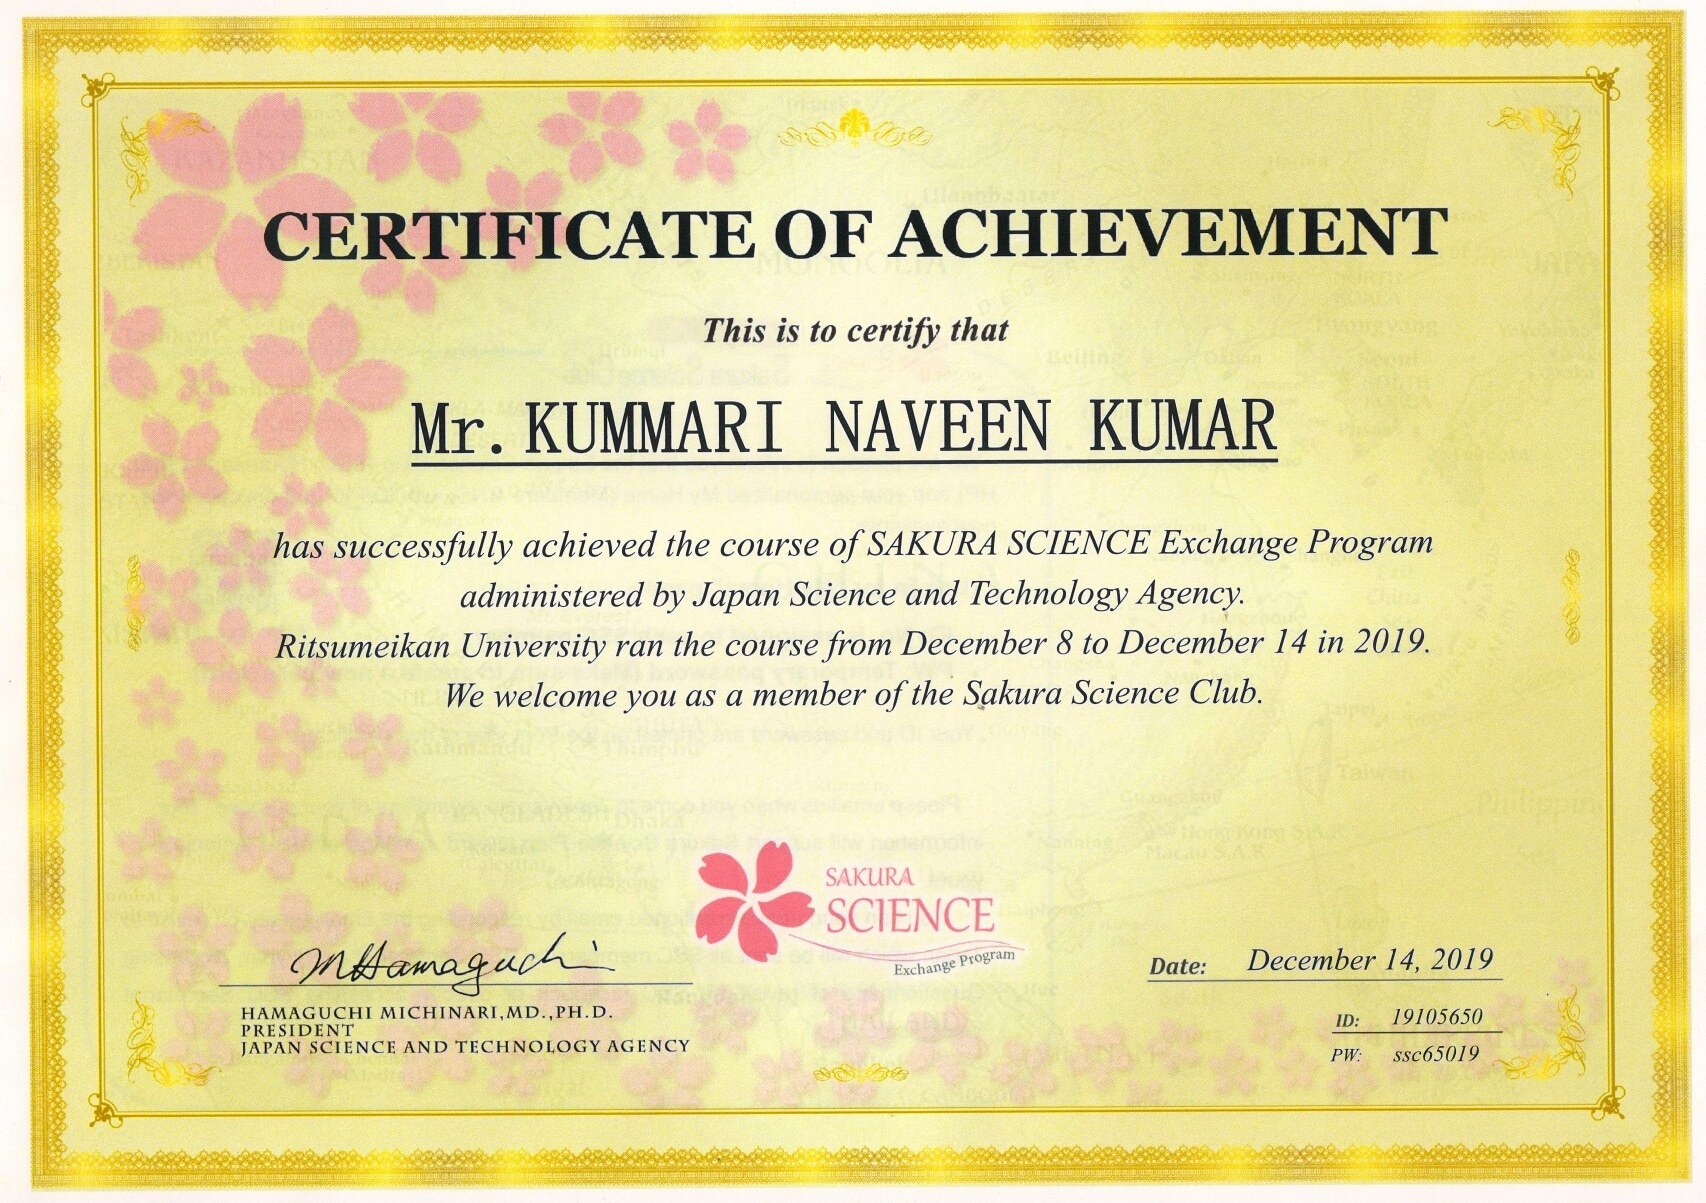 CERTIFICATE OF ACHIEVEMENT
This is to certify that
Mr. KUMMARI NAVEEN KUMAR
has successfully achieved the course of SAKURA SCIENCE Exchange Program
administered by Japan Science and Technology Agency.
Ritsumeikan University ran the course from December 8 to December 14 in 2019.
We welcome you as a member of the Sakura Science Club.
SAKURA
SCIENCE
Exchange Program
MHamaguchi
HAMAGUCHI MICHINARI,MD.,PH.D.
PRESIDENT
JAPAN SCIENCE AND TECHNOLOGY AGENCY
Date: December 14, 2019
ID: 19105650
PW: ssc65019